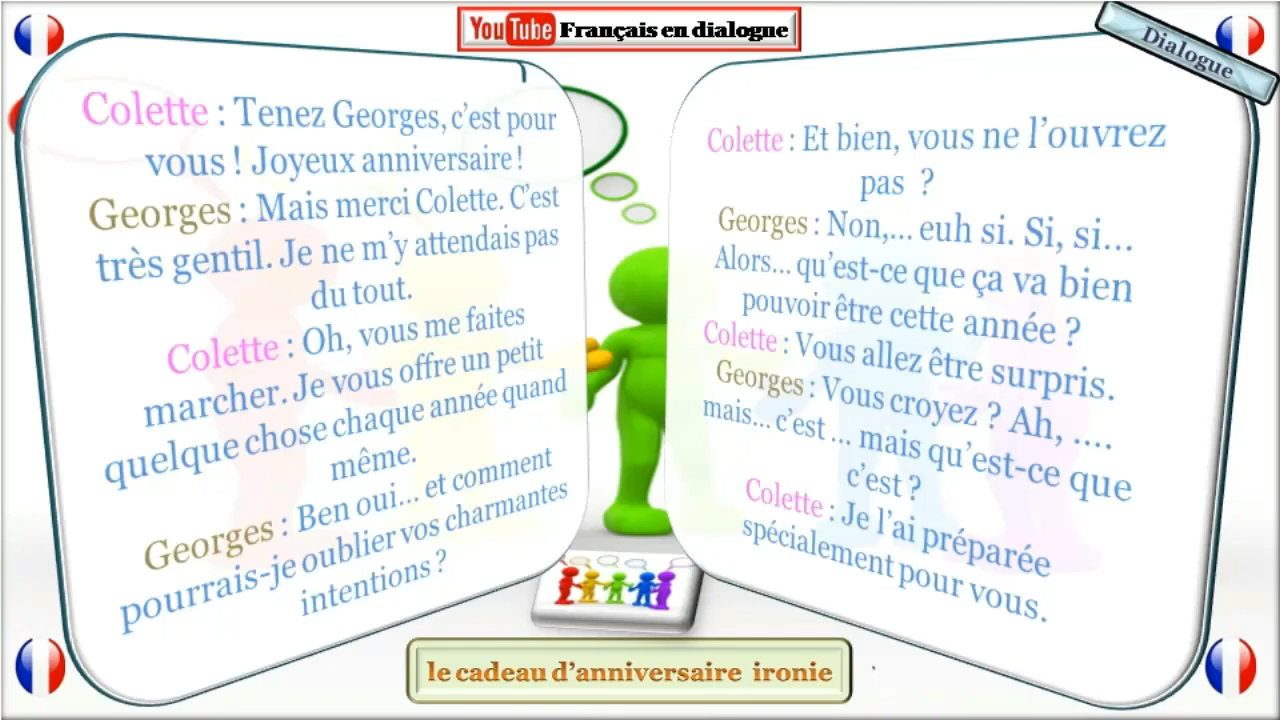 YouTube Français en dialogue
Dialogue
Colette : Tenez Georges, c'est pour
vous ! Joyeux anniversaire !
Georges : Mais merci Colette. C'est
très gentil. Je ne m'y attendais pas
du tout.
Colette : Oh, vous me faites
marcher. Je vous offre un petit
quelque chose chaque année quand
même.
Georges : Ben oui... et comment
pourrais-je oublier vos charmantes
intentions ?
Colette : Et bien, vous ne l'ouvrez
pas ?
Georges : Non,... euh si. Si, si...
Alors... qu'est-ce que ça va bien
pouvoir être cette année ?
Colette : Vous allez être surpris.
Georges : Vous croyez ? Ah, ....
mais... c'est ... mais qu'est-ce que
c'est ?
Colette : Je l'ai préparée
spécialement pour vous.
le cadeau d'anniversaire ironie